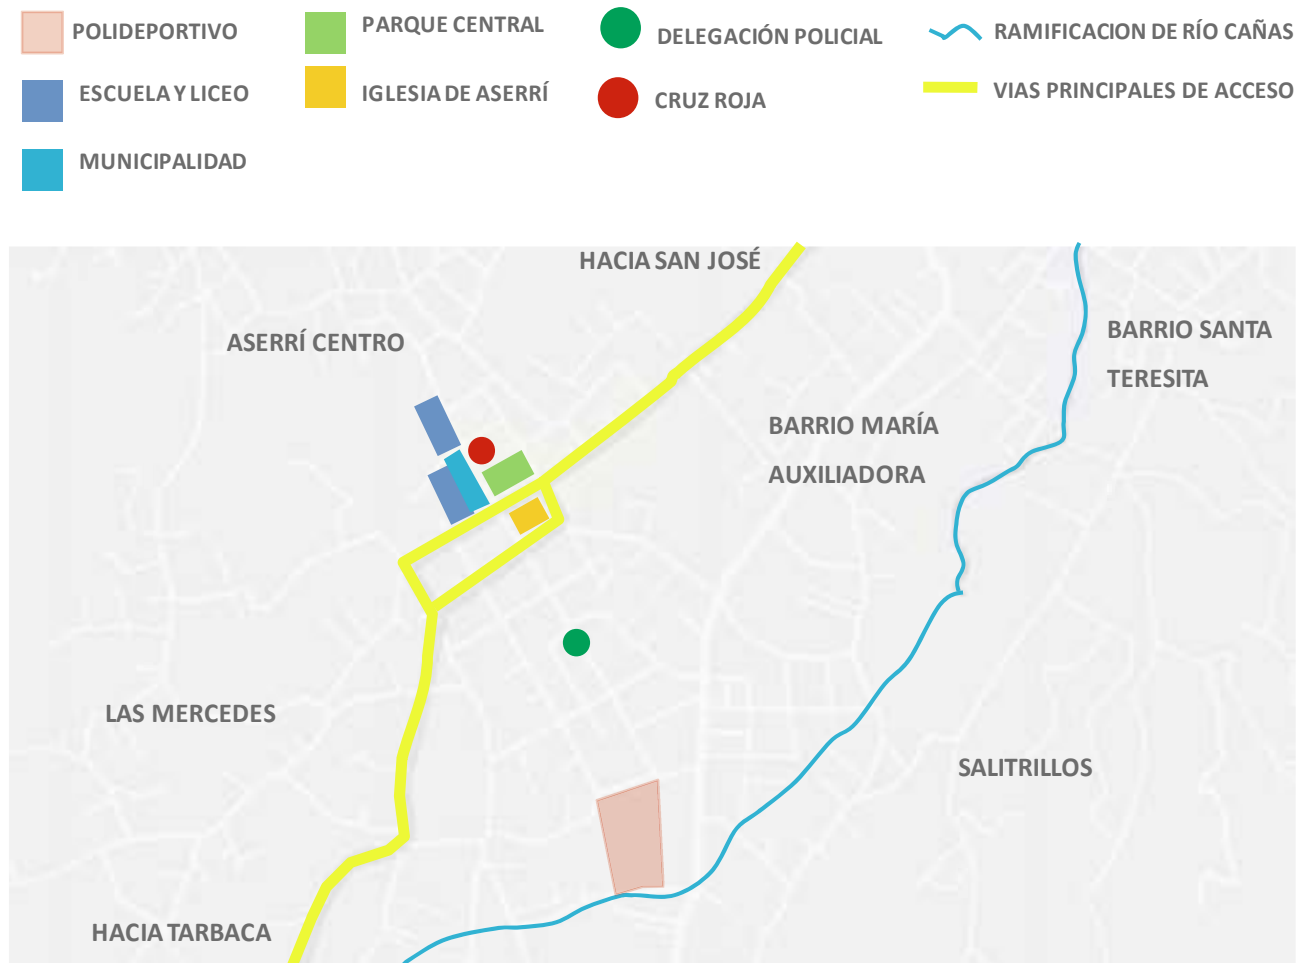 POLIDEPORTIVO
PARQUE CENTRAL
DELEGACIÓN POLICIAL
RAMIFICACION DE RÍO CAÑAS
ESCUELA Y LICEO
IGLESIA DE ASERRÍ
CRUZ ROJA
VIAS PRINCIPALES DE ACCESO
MUNICIPALIDAD
HACIA SAN JOSÉ
ASERRÍ CENTRO
BARRIO SANTA
TERESITA
BARRIO MARÍA
AUXILIADORA
LAS MERCEDES
SALITRILLOS
HACIA TARBACA